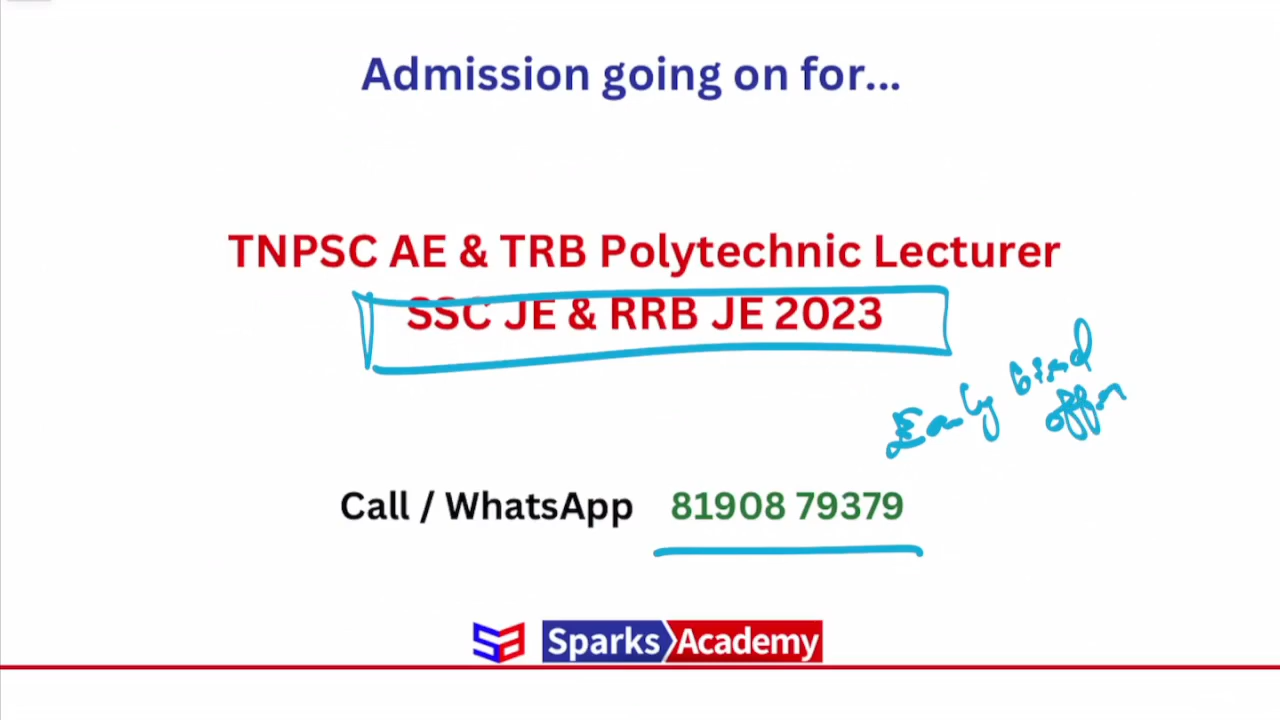 Admission going on for...
TNPSC AE & TRB Polytechnic Lecturer
SSC JE & RRB JE 2023
Early bird
offer
Call / WhatsApp 81908 79379
SA Sparks Academy